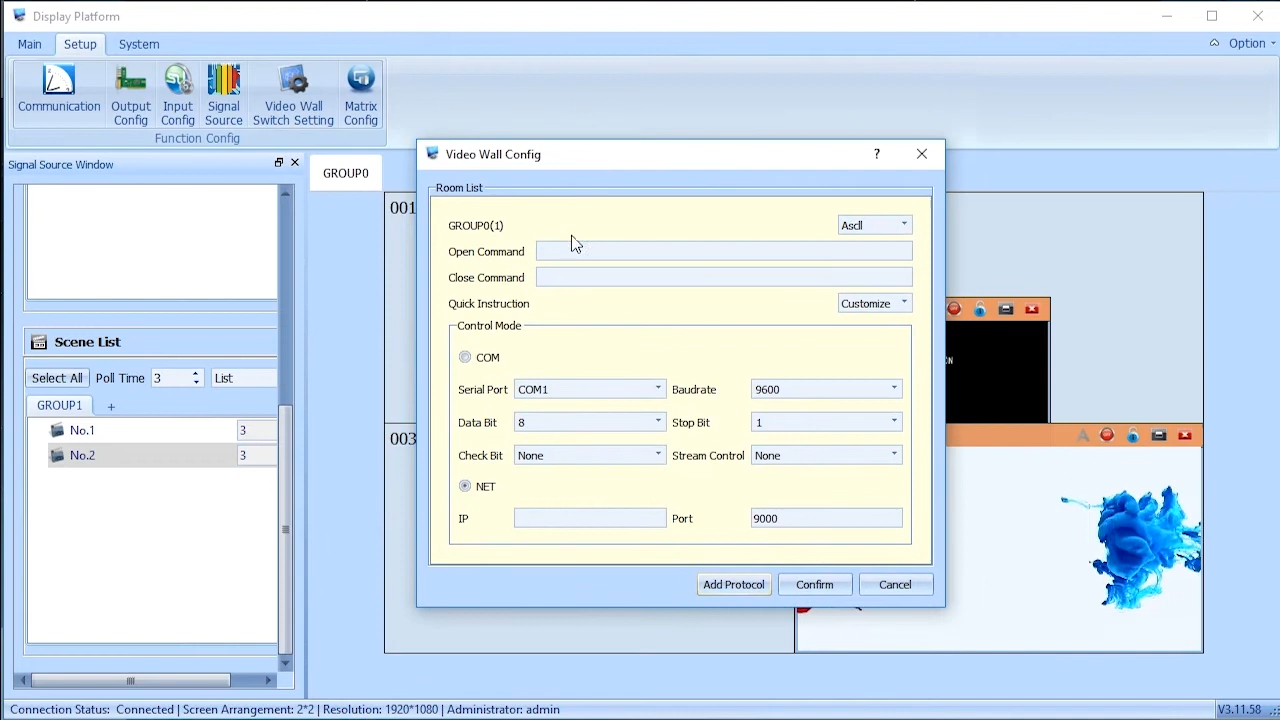 Display Platform
Main Setup System
Option
Communication
Output Config
Input Config
Signal Source
Video Wall Switch Setting
Matrix Config
Function Config
Signal Source Window
GROUP0
001
003
Scene List
Select All Poll Time 3 List
GROUP1 +
No.1 3
No.2 3
Video Wall Config ?
Room List
GROUP0(1) AscII
Open Command
Close Command
Quick Instruction Customize
Control Mode
COM
Serial Port COM1 Baudrate 9600
Data Bit 8 Stop Bit 1
Check Bit None Stream Control None
NET
IP Port 9000
Add Protocol Confirm Cancel
A
Connection Status: Connected | Screen Arrangement: 2*2 | Resolution: 1920*1080 | Administrator: admin
V3.11.58